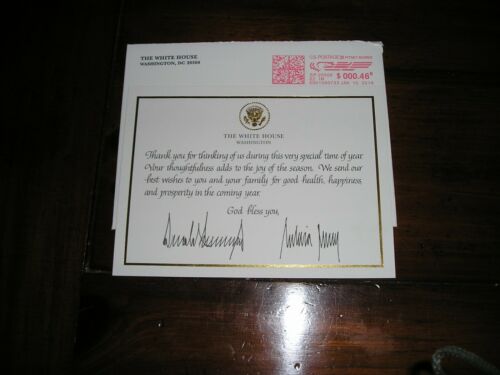 THE WHITE HOUSE
WASHINGTON, DC 20500
U.S. POSTAGE
$ 000.46
THE WHITE HOUSE
WASHINGTON
Thank you for thinking of us during this very special time of year.
Your thoughtfulness adds to the joy of the season. We send our
best wishes to you and your family for good health, happiness,
and prosperity in the coming year.
God bless you,